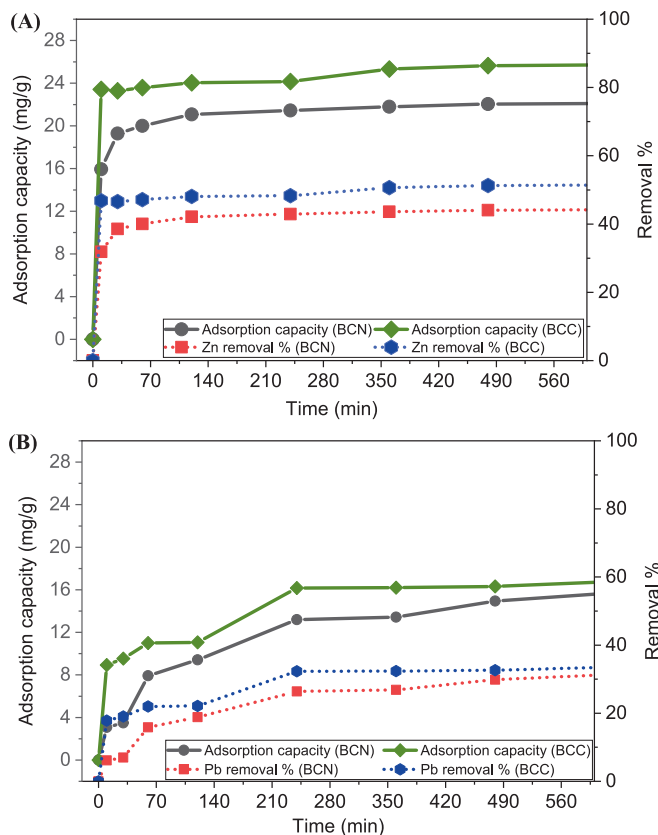 (A)
Adsorption capacity (mg/g)
28
24
20
16
12
8
4
0
100
80
60
40
20
0
Removal %
Adsorption capacity (BCN) Adsorption capacity (BCC)
Zn removal % (BCN) Zn removal % (BCC)
0 70 140 210 280 350 420 490 560
Time (min)
(B)
Adsorption capacity (mg/g)
28
24
20
16
12
8
4
0
100
80
60
40
20
0
Removal %
Adsorption capacity (BCN) Adsorption capacity (BCC)
Pb removal % (BCN) Pb removal % (BCC)
0 70 140 210 280 350 420 490 560
Time (min)